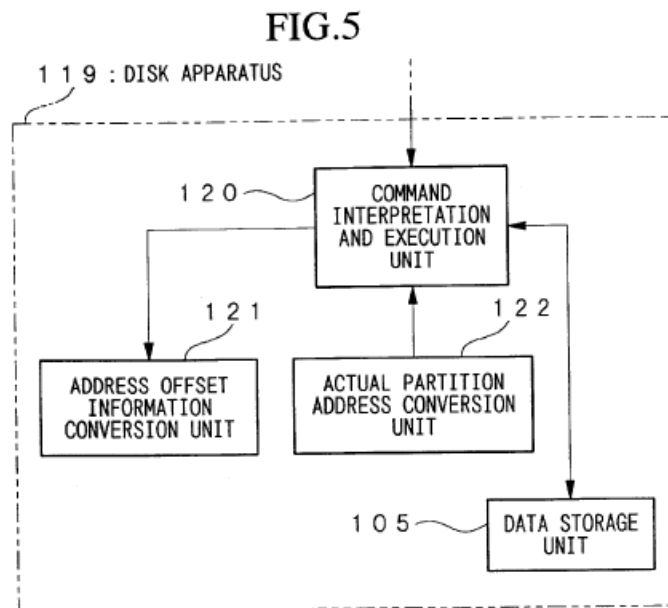 FIG.5
119: DISK APPARATUS
120
COMMAND
INTERPRETATION
AND EXECUTION
UNIT
121
122
ADDRESS OFFSET
INFORMATION
CONVERSION UNIT
ACTUAL PARTITION
ADDRESS CONVERSION
UNIT
105
DATA STORAGE
UNIT